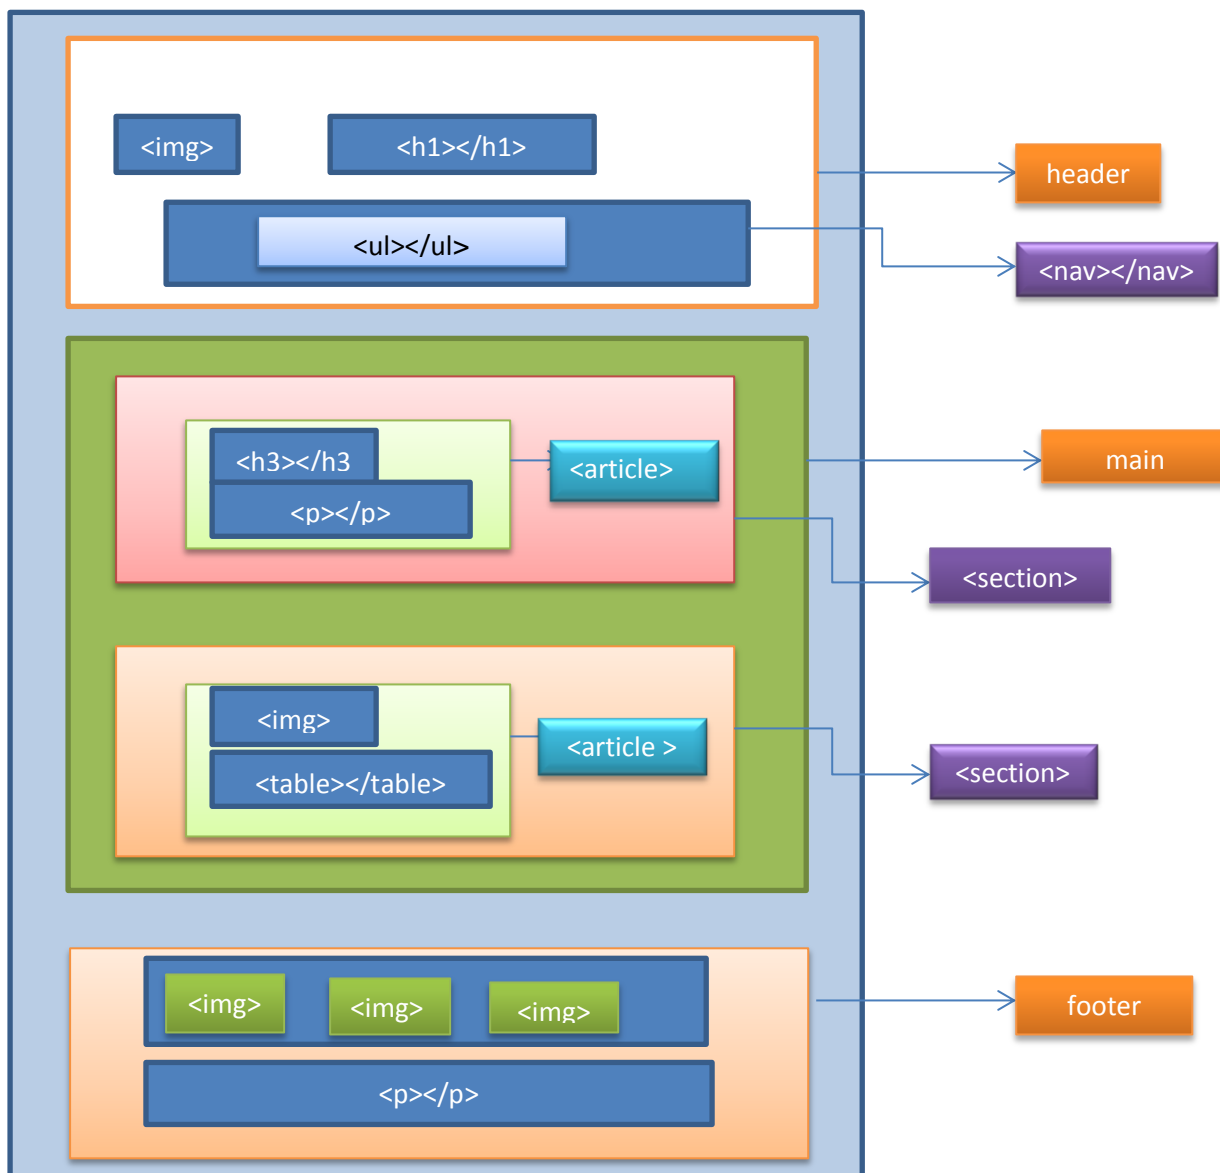 <img>
<h1></h1>
header
<ul></ul>
<nav></nav>
<h3></h3
<article>
main
<p></p>
<section>
<img>
<article >
<table></table>
<section>
<img>
<img>
<img>
footer
<p></p>